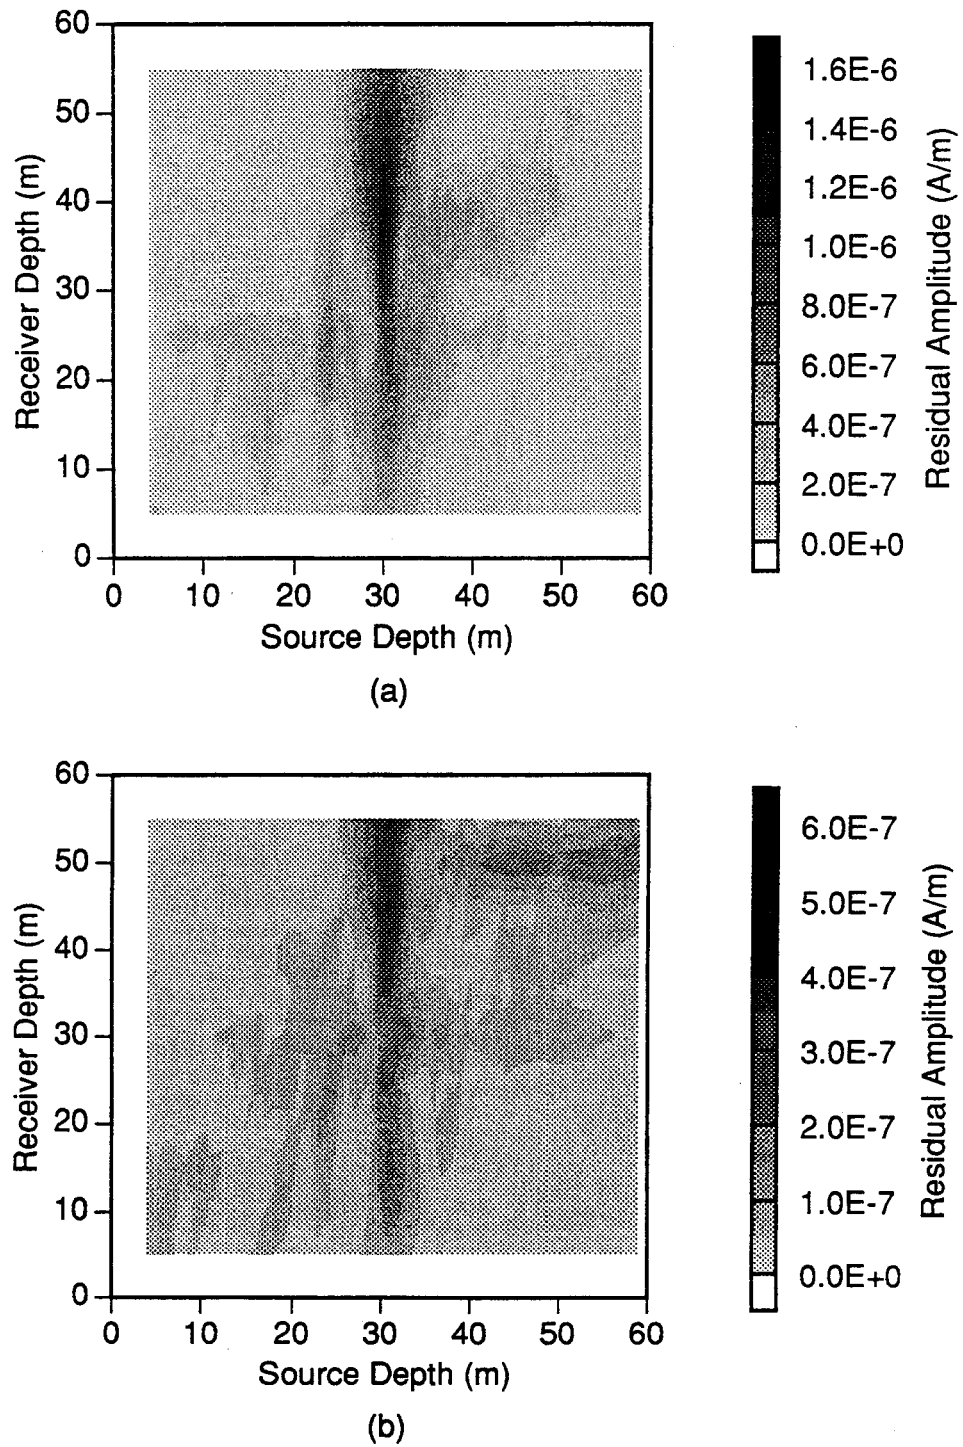 60
50
40
30
20
10
0
Receiver Depth (m)
0 10 20 30 40 50 60
Source Depth (m)
(a)
1.6E-6
1.4E-6
1.2E-6
1.0E-6
8.0E-7
6.0E-7
4.0E-7
2.0E-7
0.0E+0
Residual Amplitude (A/m)
60
50
40
30
20
10
0
Receiver Depth (m)
0 10 20 30 40 50 60
Source Depth (m)
(b)
6.0E-7
5.0E-7
4.0E-7
3.0E-7
2.0E-7
1.0E-7
0.0E+0
Residual Amplitude (A/m)